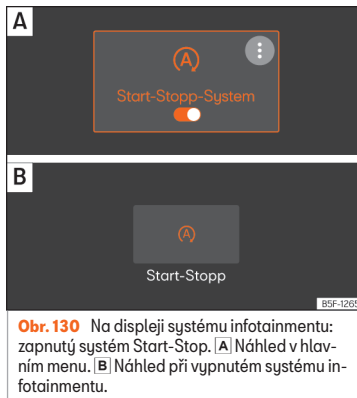 A
Start-Stopp-System
B
Start-Stopp
B5F-1265
Obr. 130 Na displeji systému infotainmentu:
zapnutý systém Start-Stop. A Náhled v hlav-
ním menu. B Náhled při vypnutém systému in-
fotainmentu.